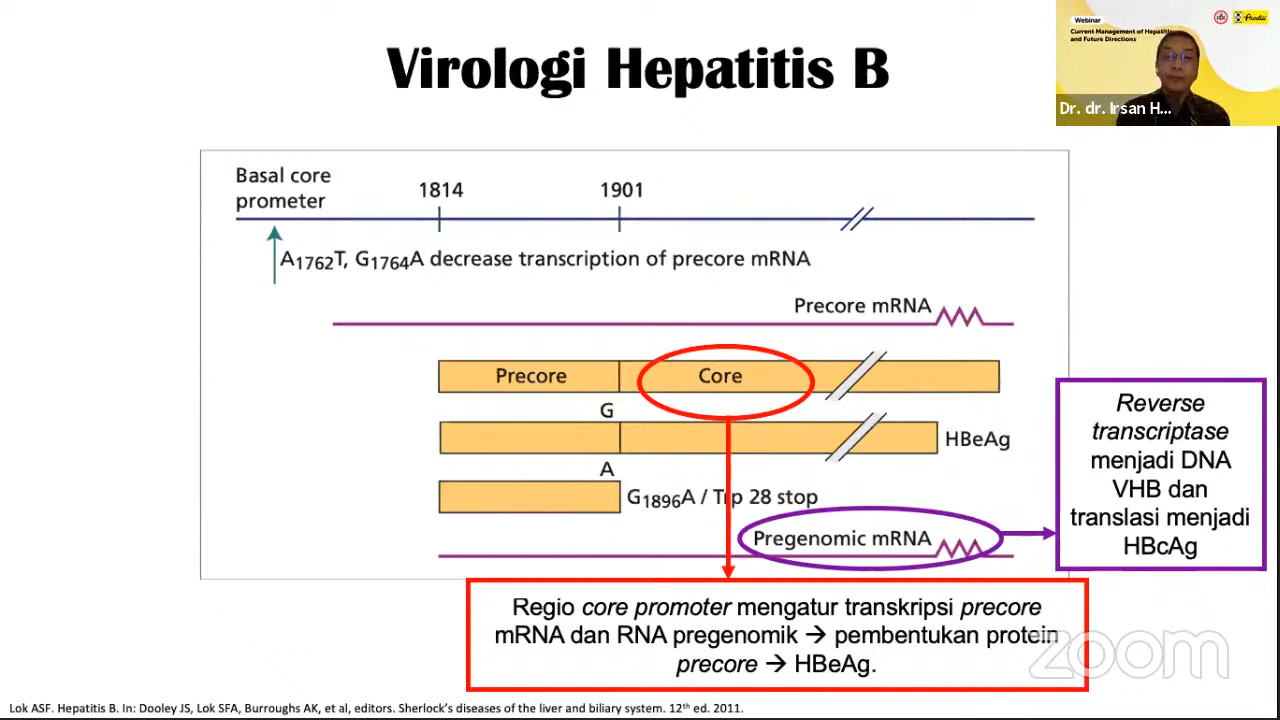 Virologi Hepatitis B
Webinar
Current Management of Hepatitis
and Future Directions
Prodia
Dr. dr. Irsan H...
Basal core
prometer
1814
1901
A1762T, G1764A decrease transcription of precore mRNA
Precore mRNA
Precore
Core
G
HBeAg
A
G1896A / Trp 28 stop
Pregenomic mRNA
Reverse
transcriptase
menjadi DNA
VHB dan
translasi menjadi
HBcAg
Regio core promoter mengatur transkripsi precore
mRNA dan RNA pregenomik → pembentukan protein
precore → HBeAg.
zoom
Lok ASF. Hepatitis B. In: Dooley JS, Lok SFA, Burroughs AK, et al, editors. Sherlock's diseases of the liver and biliary system. 12th ed. 2011.